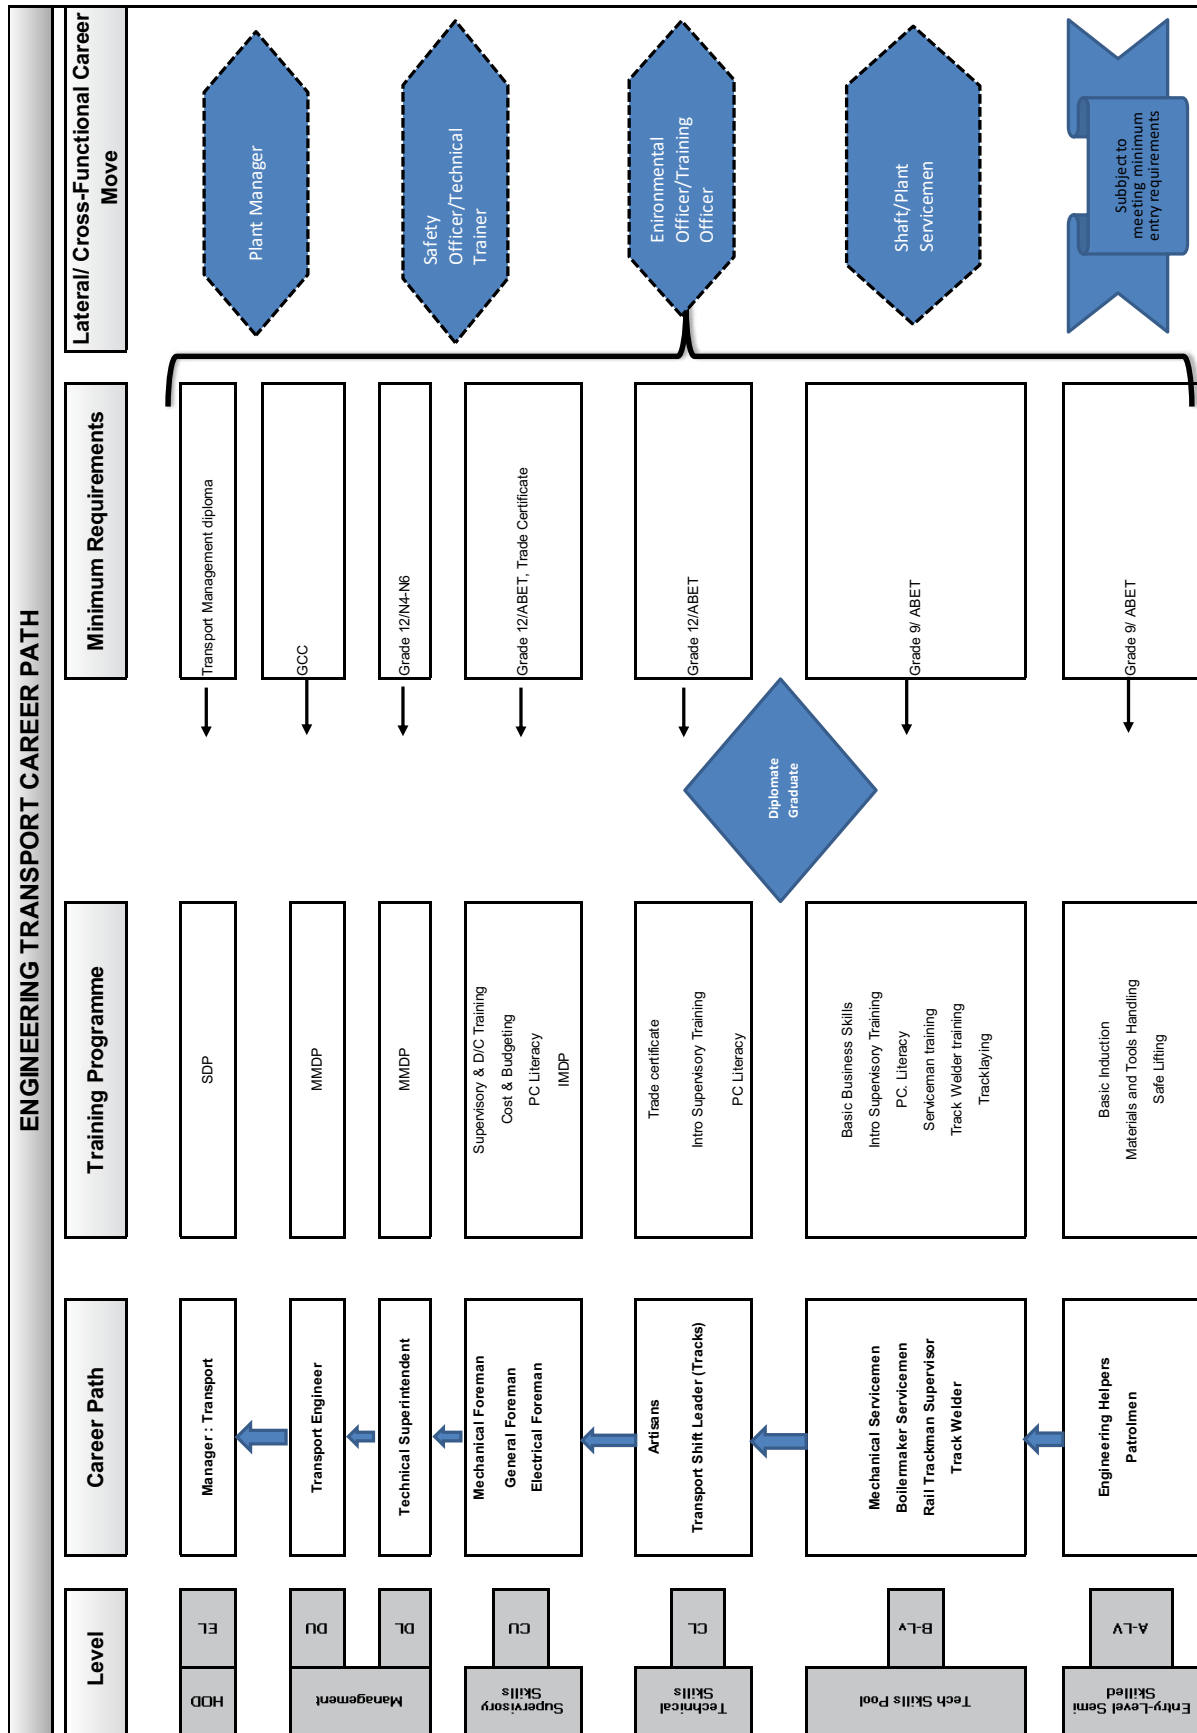 ENGINEERING TRANSPORT CAREER PATH
Level
Career Path
Training Programme
Minimum Requirements
Lateral/ Cross-Functional Career
Move
HOD
EL
Manager : Transport
SDP
Transport Management diploma
Plant Manager
Management
DU
Transport Engineer
MMDP
GCC
DL
Technical Superintendent
MMDP
Grade 12/N4-N6
Safety
Officer/Technical
Trainer
Supervisory
Skills
CU
Mechanical Foreman
General Foreman
Electrical Foreman
Supervisory & D/C Training
Cost & Budgeting
PC Literacy
IMDP
Grade 12/ABET, Trade Certificate
Technical
Skills
CL
Artisans
Transport Shift Leader (Tracks)
Trade certificate
Intro Supervisory Training
PC Literacy
Grade 12/ABET
Enironmental
Officer/Training
Officer
Diplomate
Graduate
Tech Skills Pool
B-Lv
Mechanical Servicemen
Boilermaker Servicemen
Rail Trackman Supervisor
Track Welder
Basic Business Skills
Intro Supervisory Training
PC. Literacy
Serviceman training
Track Welder training
Tracklaying
Grade 9/ ABET
Shaft/Plant
Servicemen
Entry-Level Semi
Skilled
A-LV
Engineering Helpers
Patrolmen
Basic Induction
Materials and Tools Handling
Safe Lifting
Grade 9/ ABET
Subbject to
meeting minimum
entry requirements